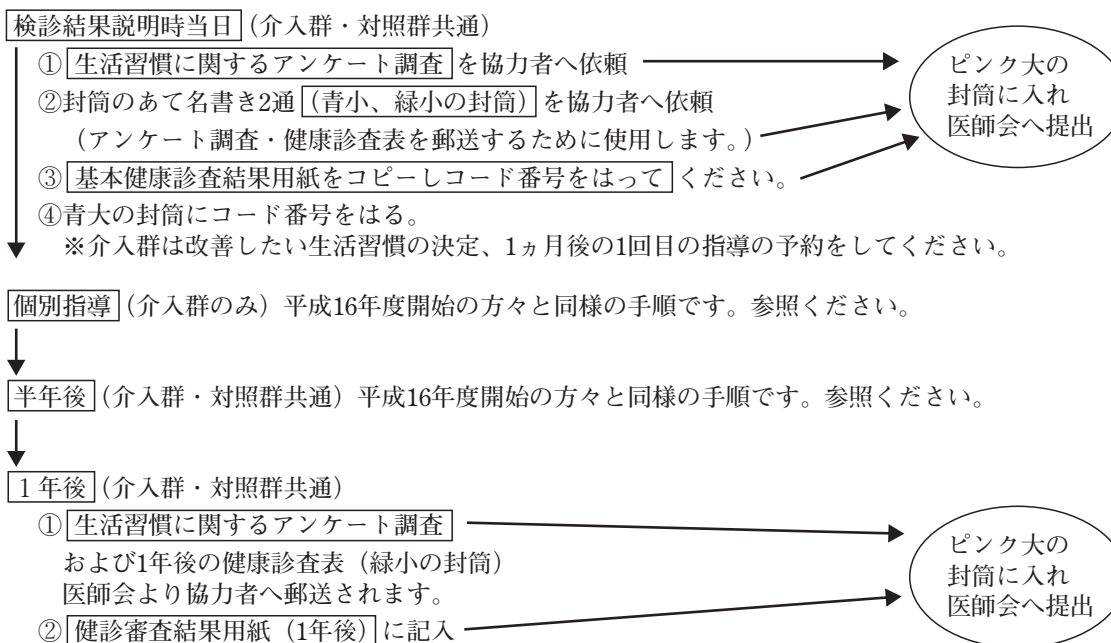 検診結果説明時当日(介入群・対照群共通)
①生活習慣に関するアンケート調査を協力者へ依頼
②封筒のあて名書き2通(青小、緑小の封筒)を協力者へ依頼
(アンケート調査・健康診査表を郵送するために使用します。)
③基本健康診査結果用紙をコピーしコード番号をはってください。
④青大の封筒にコード番号をはる。
※介入群は改善したい生活習慣の決定、1ヵ月後の1回目の指導の予約をしてください。
ピンク大の
封筒に入れ
医師会へ提出
個別指導(介入群のみ)平成16年度開始の方々と同様の手順です。参照ください。
半年後(介入群・対照群共通)平成16年度開始の方々と同様の手順です。参照ください。
1年後(介入群・対照群共通)
①生活習慣に関するアンケート調査
および1年後の健康診査表(緑小の封筒)
医師会より協力者へ郵送されます。
②健診審査結果用紙(1年後)に記入
ピンク大の
封筒に入れ
医師会へ提出